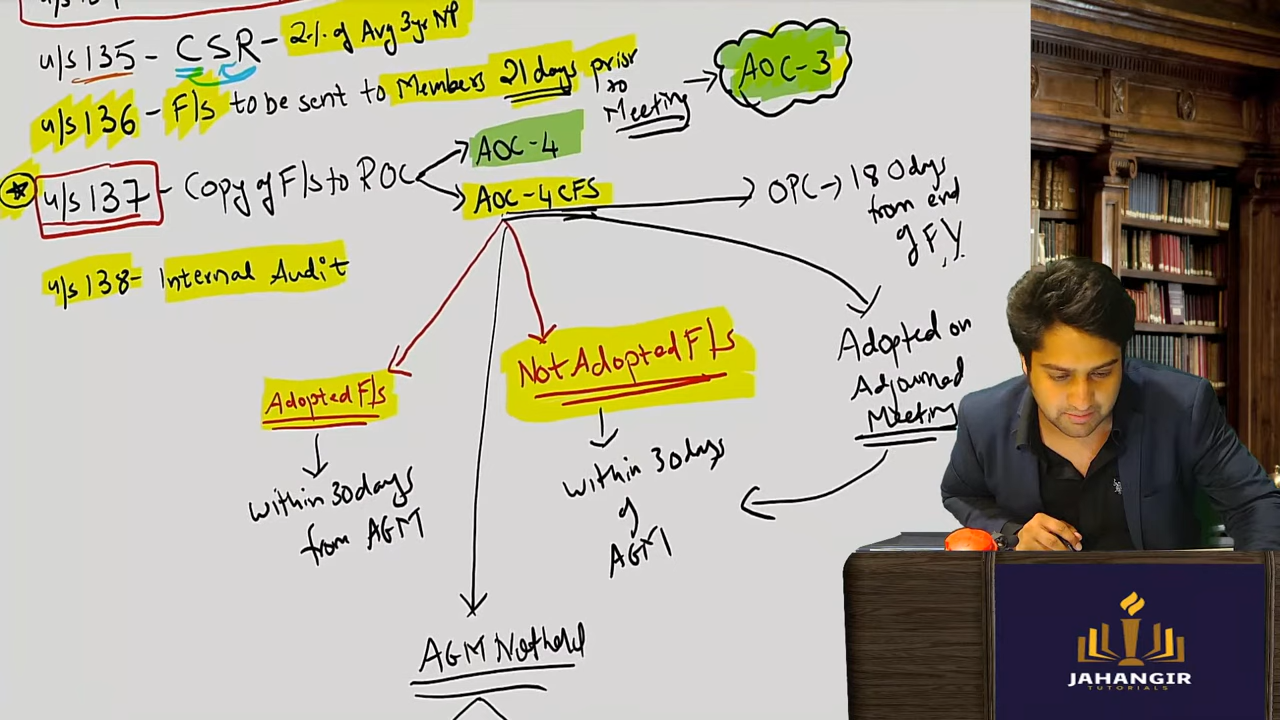 u/s 135 - CSR - 2% of Avg 3yr NP
u/s 136 - F/s to be sent to Members 21 days prior to Meeting → AOC-3
u/s 137 - Copy of F/s to ROC
AOC-4
AOC-4 CFS
OPC → 180 days
from end
of F.Y.
u/s 138 - Internal Audit
Adopted F/s
within 30 days
from AGM
Not Adopted F/s
within 30 days
of
AGM
Adopted on
Adjourned
Meeting
AGM Not held
JAHANGIR
TUTORIALS